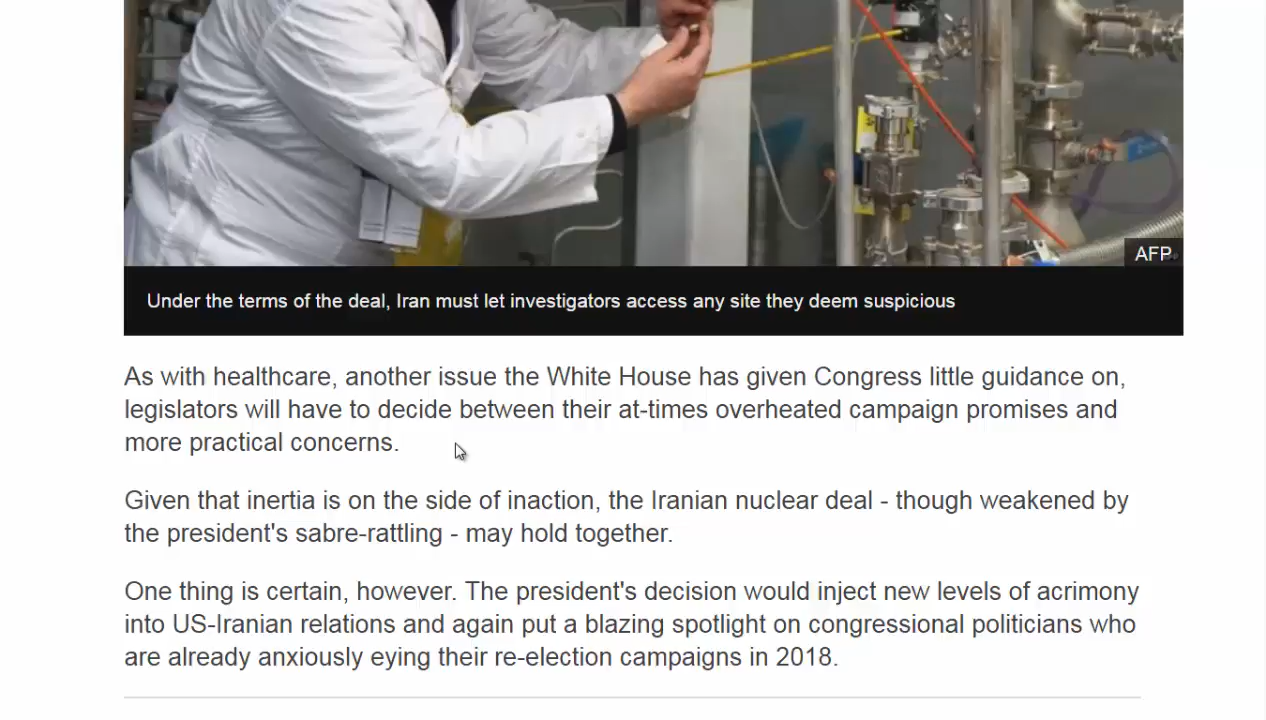 AFP
Under the terms of the deal, Iran must let investigators access any site they deem suspicious
As with healthcare, another issue the White House has given Congress little guidance on,
legislators will have to decide between their at-times overheated campaign promises and
more practical concerns.
Given that inertia is on the side of inaction, the Iranian nuclear deal - though weakened by
the president's sabre-rattling - may hold together.
One thing is certain, however. The president's decision would inject new levels of acrimony
into US-Iranian relations and again put a blazing spotlight on congressional politicians who
are already anxiously eying their re-election campaigns in 2018.